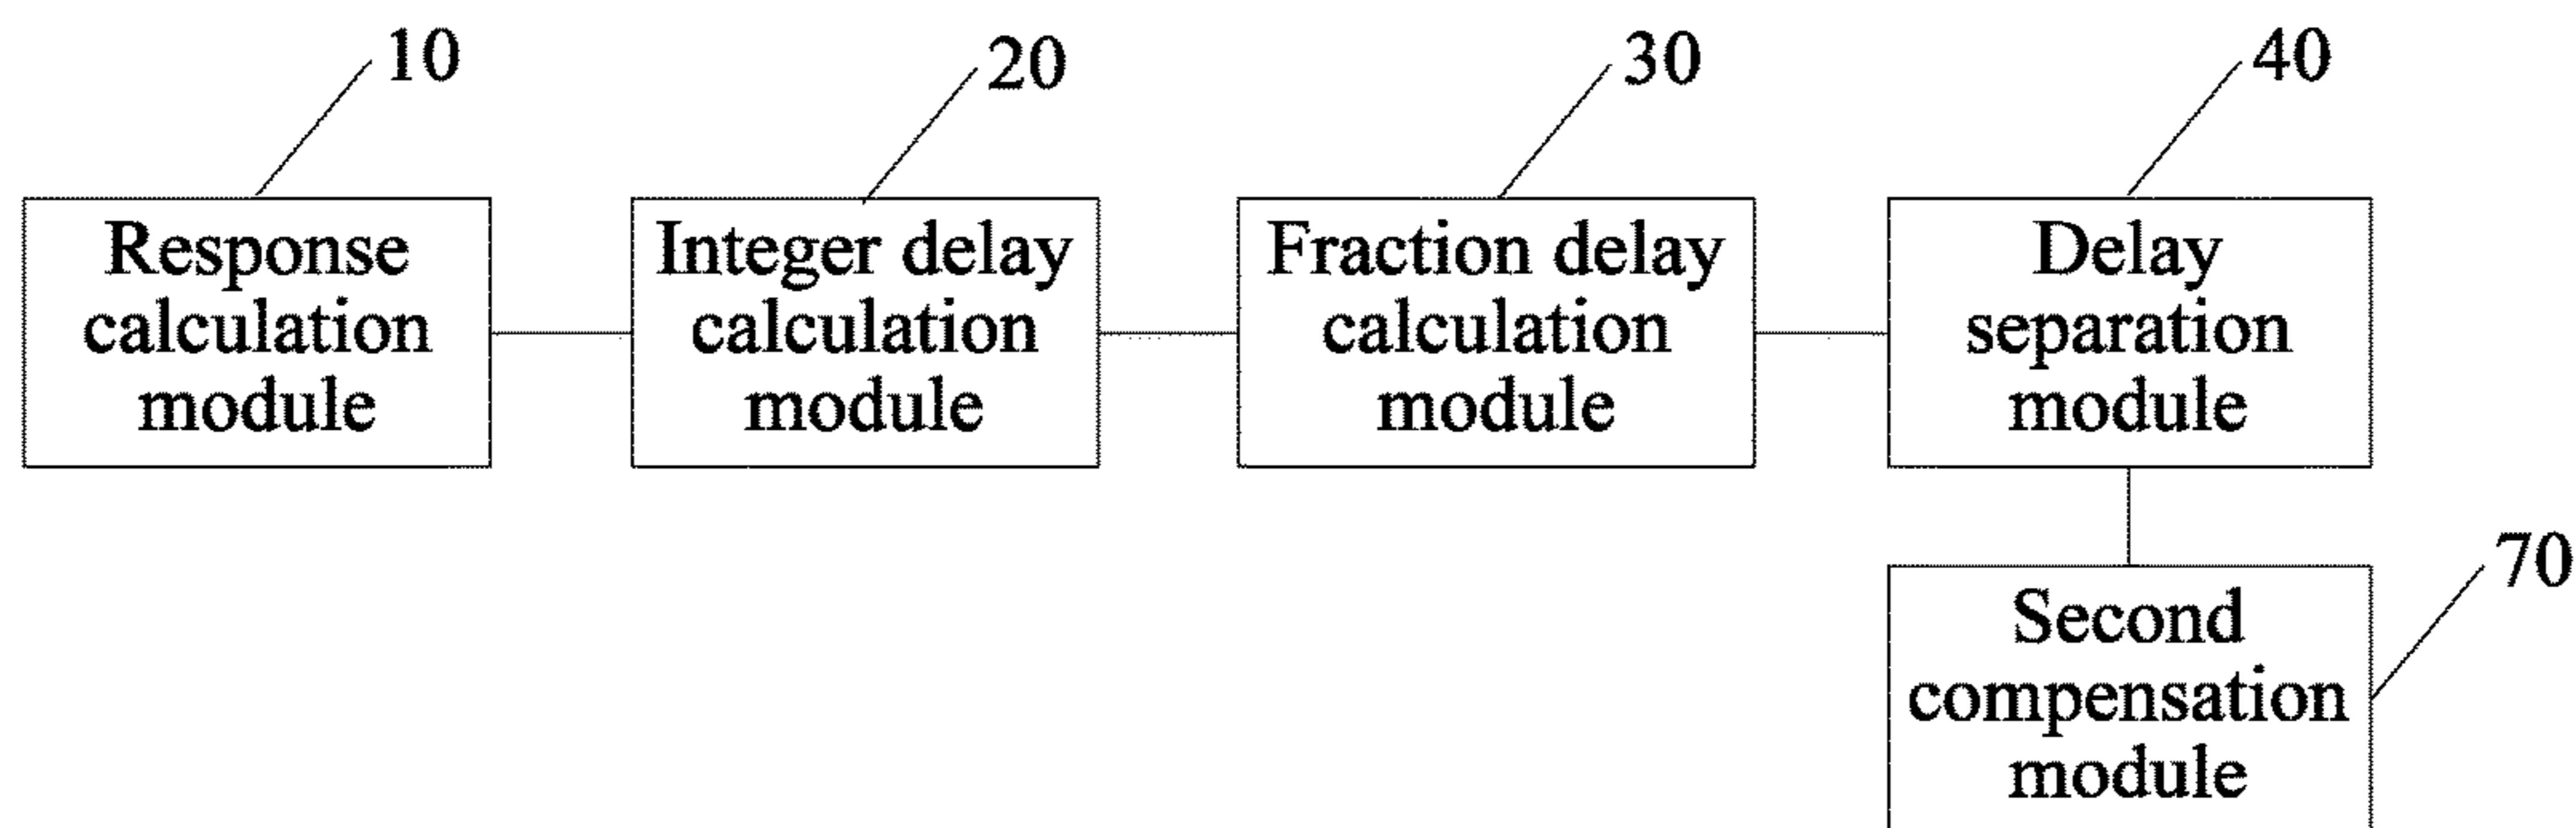 10
20
30
40
Response
calculation
module
Integer delay
calculation
module
Fraction delay
calculation
module
Delay
separation
module
70
Second
compensation
module